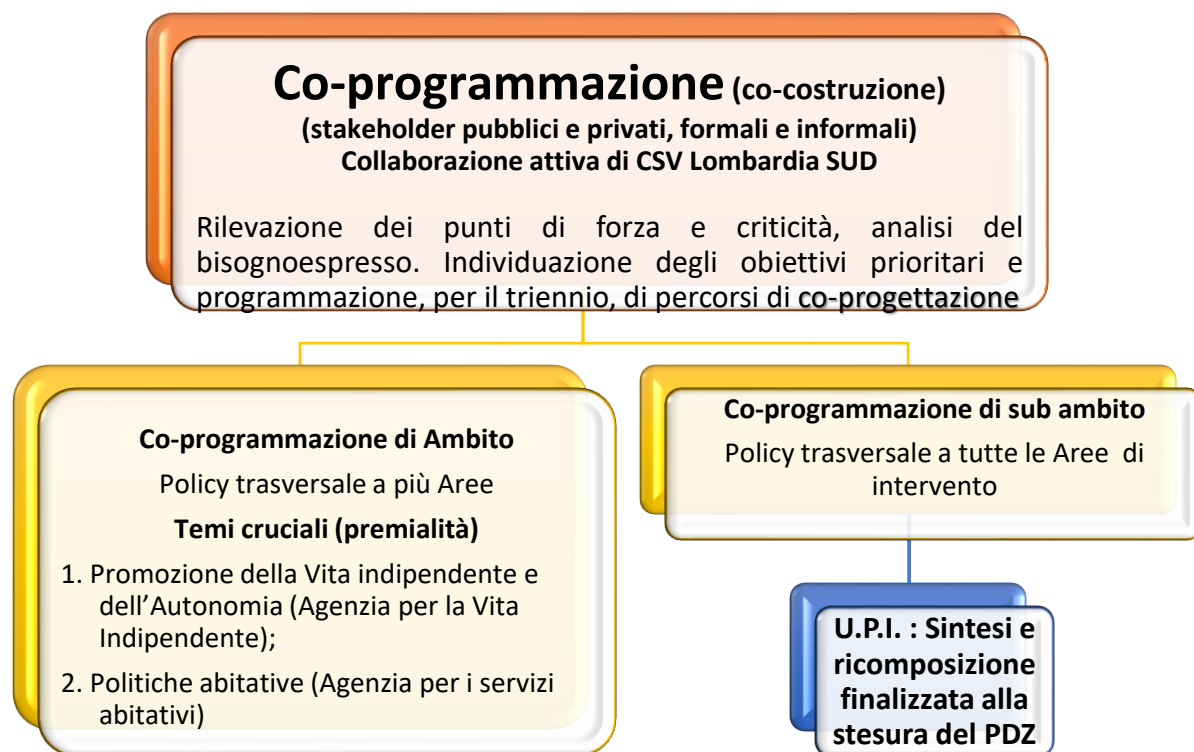 Co-programmazione (co-costruzione)
(stakeholder pubblici e privati, formali e informali)
Collaborazione attiva di CSV Lombardia SUD
Rilevazione dei punti di forza e criticità, analisi del
bisognoespresso. Individuazione degli obiettivi prioritari e
programmazione, per il triennio, di percorsi di co-progettazione
Co-programmazione di Ambito
Policy trasversale a più Aree
Temi cruciali (premialità)
1. Promozione della Vita indipendente e
dell’Autonomia (Agenzia per la Vita
Indipendente);
2. Politiche abitative (Agenzia per i servizi
abitativi)
Co-programmazione di sub ambito
Policy trasversale a tutte le Aree di
intervento
U.P.I. : Sintesi e
ricomposizione
finalizzata alla
stesura del PDZ